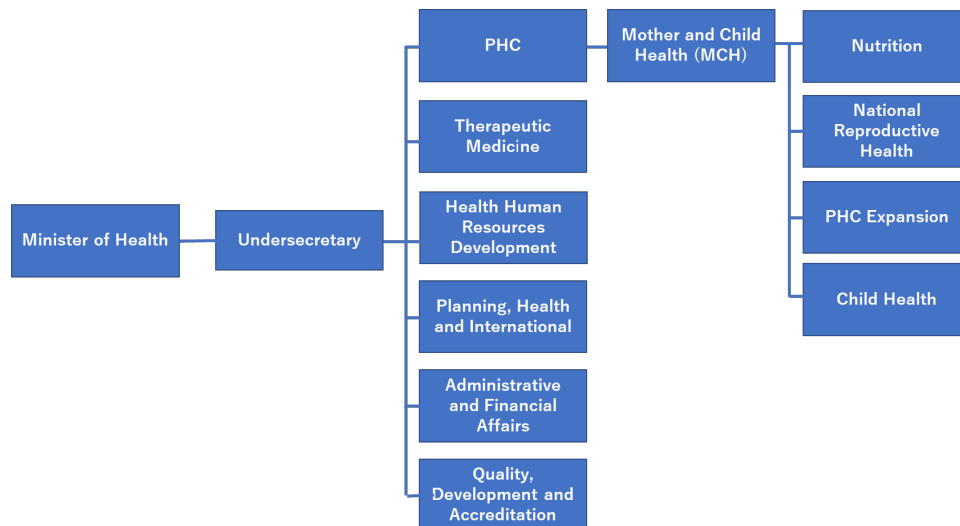 Minister of Health
Undersecretary
PHC
Therapeutic
Medicine
Health Human
Resources
Development
Planning, Health
and International
Administrative
and Financial
Affairs
Quality,
Development and
Accreditation
Mother and Child
Health (MCH)
Nutrition
National
Reproductive
Health
PHC Expansion
Child Health